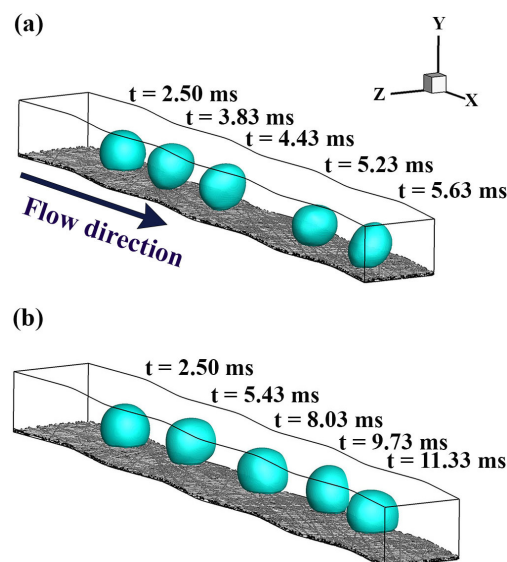 (a)
Y
Z
X
t = 2.50 ms
t = 3.83 ms
t = 4.43 ms
t = 5.23 ms
t = 5.63 ms
Flow direction
(b)
t = 2.50 ms
t = 5.43 ms
t = 8.03 ms
t = 9.73 ms
t = 11.33 ms